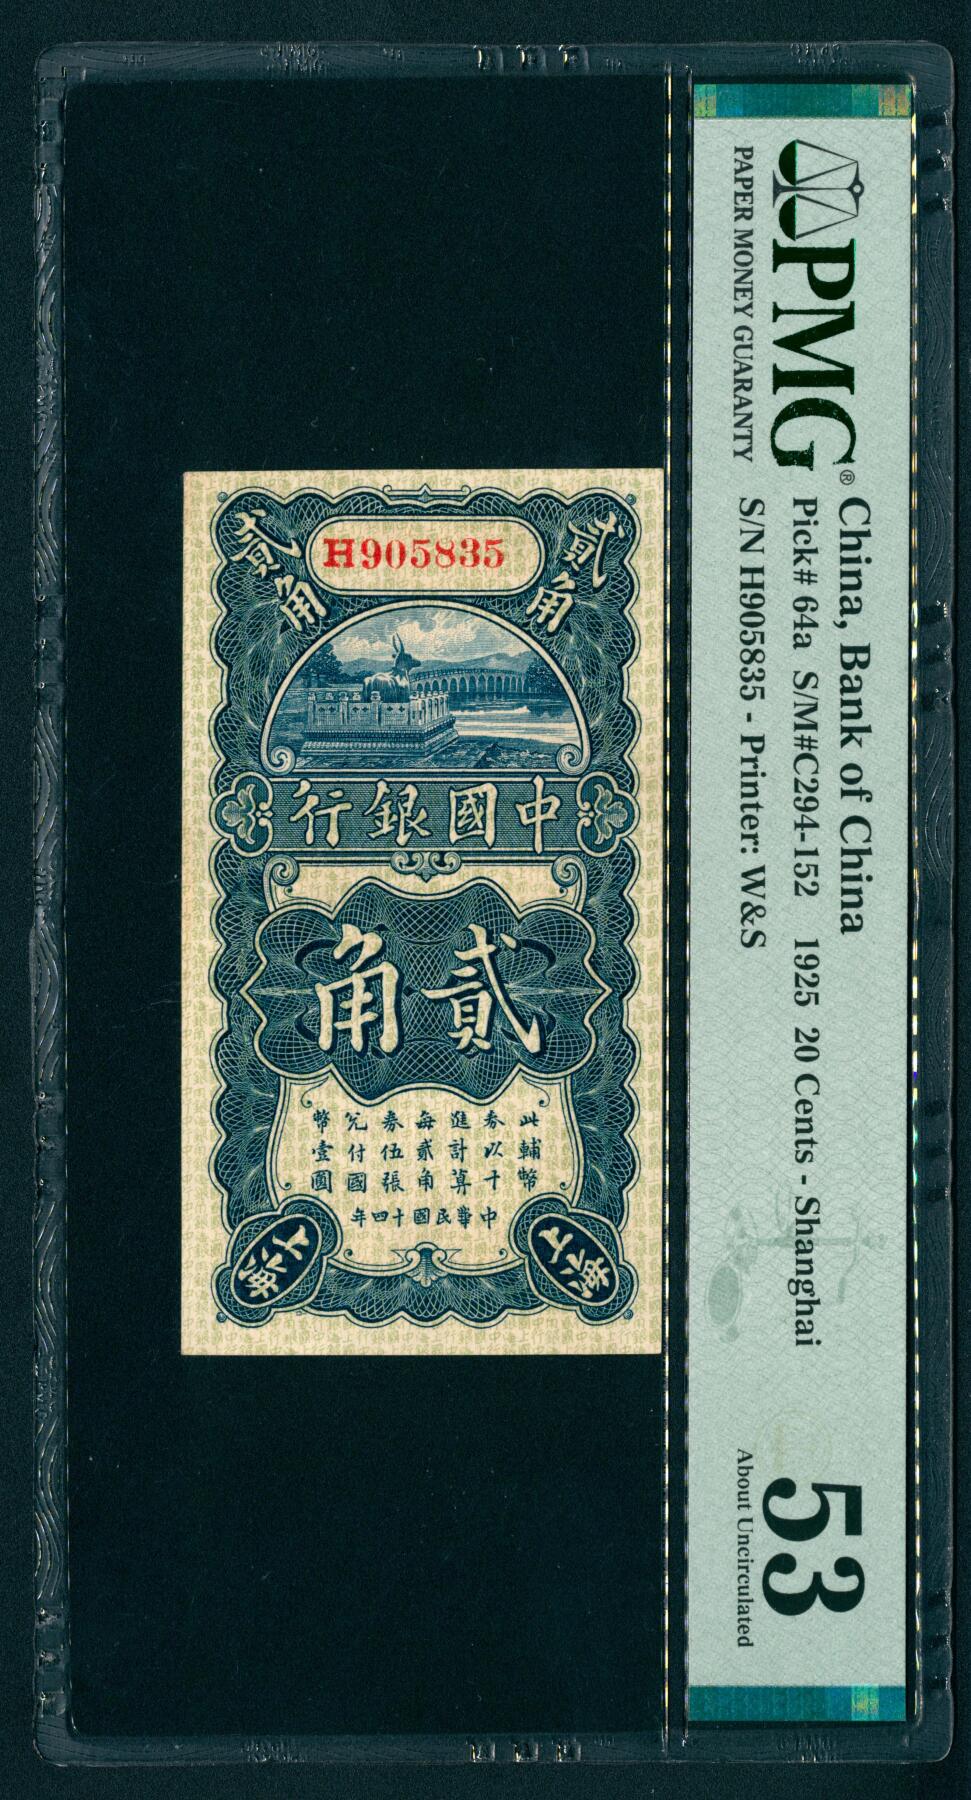 H905835
貳角
貳角
行銀國中
角貳
此輔幣
券以十
進計算
每貳角
券伍張
兌付國
幣壹圓
年四十國民華中
上海
上海
PMG®
PAPER MONEY GUARANTY
China, Bank of China
Pick# 64a S/M#C294-152 1925 20 Cents - Shanghai
S/N H905835 - Printer: W&S
53
About Uncirculated